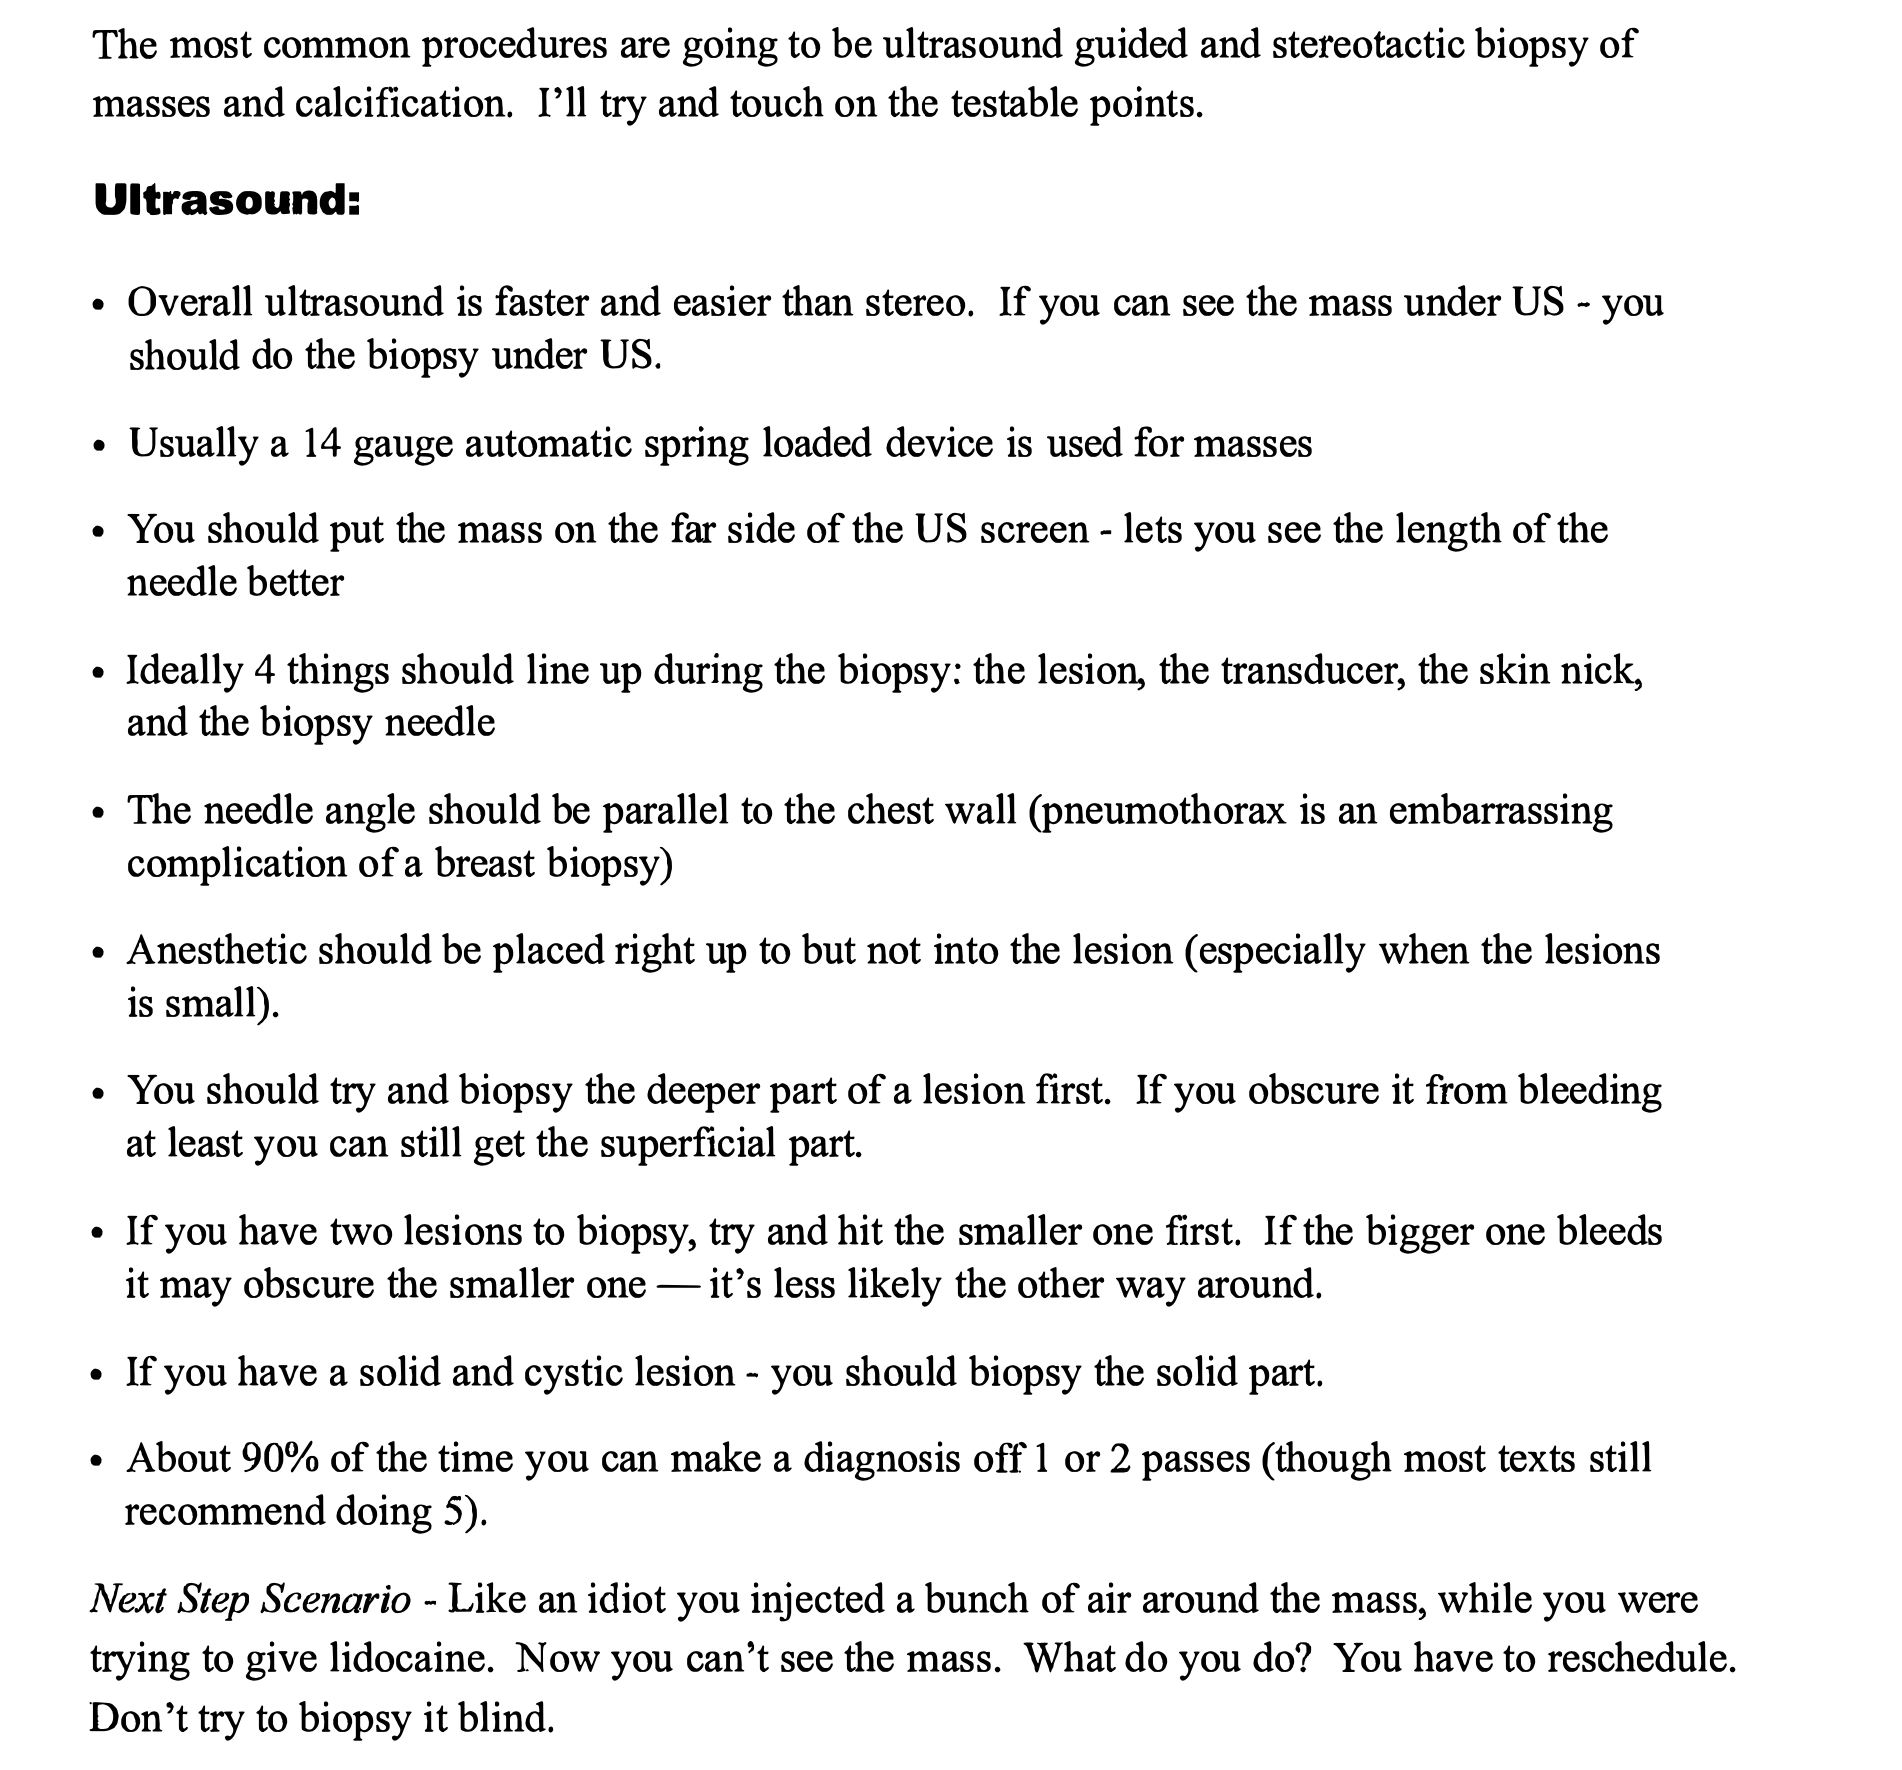 The most common procedures are going to be ultrasound guided and stereotactic biopsy of
masses and calcification.  I’ll try and touch on the testable points.
Ultrasound:
• Overall ultrasound is faster and easier than stereo.  If you can see the mass under US - you
should do the biopsy under US.
• Usually a 14 gauge automatic spring loaded device is used for masses
• You should put the mass on the far side of the US screen - lets you see the length of the
needle better
• Ideally 4 things should line up during the biopsy: the lesion, the transducer, the skin nick,
and the biopsy needle
• The needle angle should be parallel to the chest wall (pneumothorax is an embarrassing
complication of a breast biopsy)
• Anesthetic should be placed right up to but not into the lesion (especially when the lesions
is small).
• You should try and biopsy the deeper part of a lesion first.  If you obscure it from bleeding
at least you can still get the superficial part.
• If you have two lesions to biopsy, try and hit the smaller one first.  If the bigger one bleeds
it may obscure the smaller one — it’s less likely the other way around.
• If you have a solid and cystic lesion - you should biopsy the solid part.
• About 90% of the time you can make a diagnosis off 1 or 2 passes (though most texts still
recommend doing 5).
Next Step Scenario - Like an idiot you injected a bunch of air around the mass, while you were
trying to give lidocaine.  Now you can’t see the mass.  What do you do?  You have to reschedule.
Don’t try to biopsy it blind.